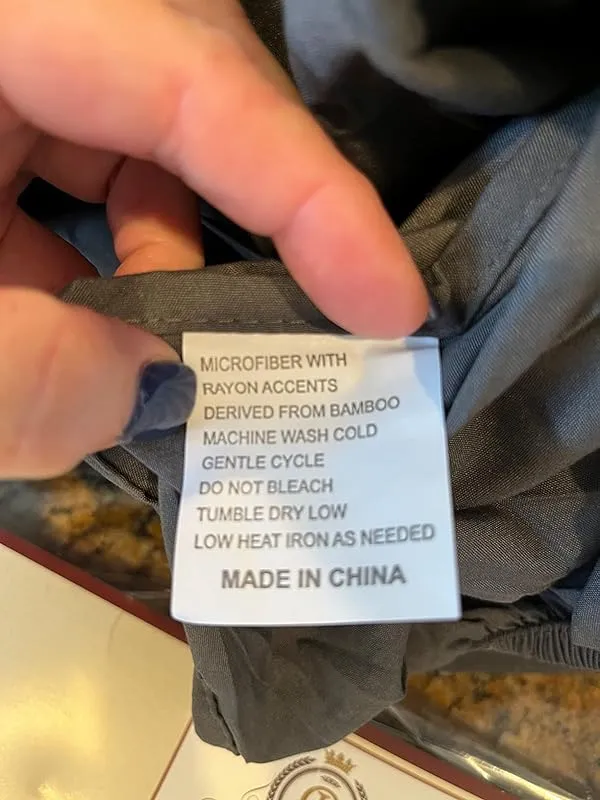 MICROFIBER WITH
RAYON ACCENTS
DERIVED FROM BAMBOO
MACHINE WASH COLD
GENTLE CYCLE
DO NOT BLEACH
TUMBLE DRY LOW
LOW HEAT IRON AS NEEDED
MADE IN CHINA